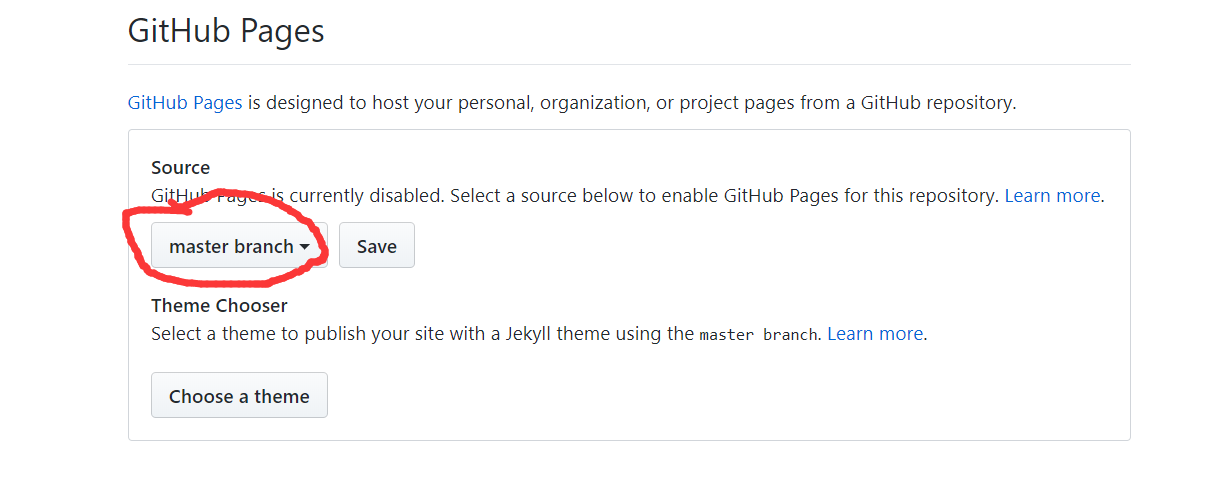 GitHub Pages
GitHub Pages is designed to host your personal, organization, or project pages from a GitHub repository.
Source
GitHub Pages is currently disabled. Select a source below to enable GitHub Pages for this repository. Learn more.
master branch Save
Theme Chooser
Select a theme to publish your site with a Jekyll theme using the master branch. Learn more.
Choose a theme